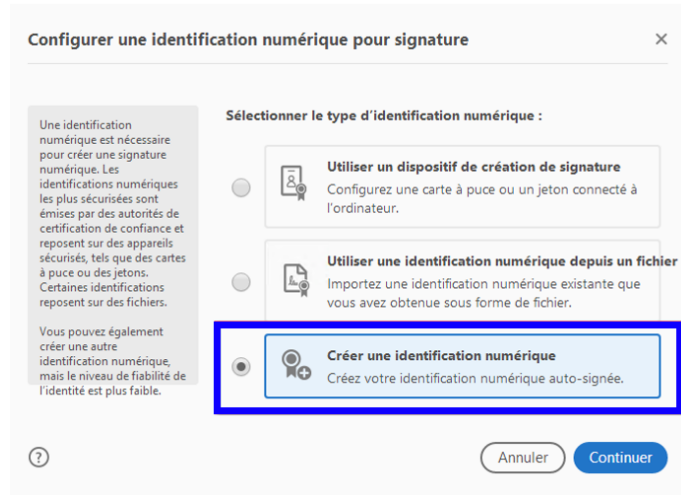 Configurer une identification numérique pour signature
Une identification
numérique est nécessaire
pour créer une signature
numérique. Les
identifications numériques
les plus sécurisées sont
émises par des autorités de
certification de confiance et
reposent sur des appareils
sécurisés, tels que des cartes
à puce ou des jetons.
Certaines identifications
reposent sur des fichiers.
Vous pouvez également
créer une autre
identification numérique,
mais le niveau de fiabilité de
l'identité est plus faible.
Sélectionner le type d'identification numérique :
Utiliser un dispositif de création de signature
Configurez une carte à puce ou un jeton connecté à
l'ordinateur.
Utiliser une identification numérique depuis un fichier
Importez une identification numérique existante que
vous avez obtenue sous forme de fichier.
Créer une identification numérique
Créez votre identification numérique auto-signée.
?
Annuler
Continuer